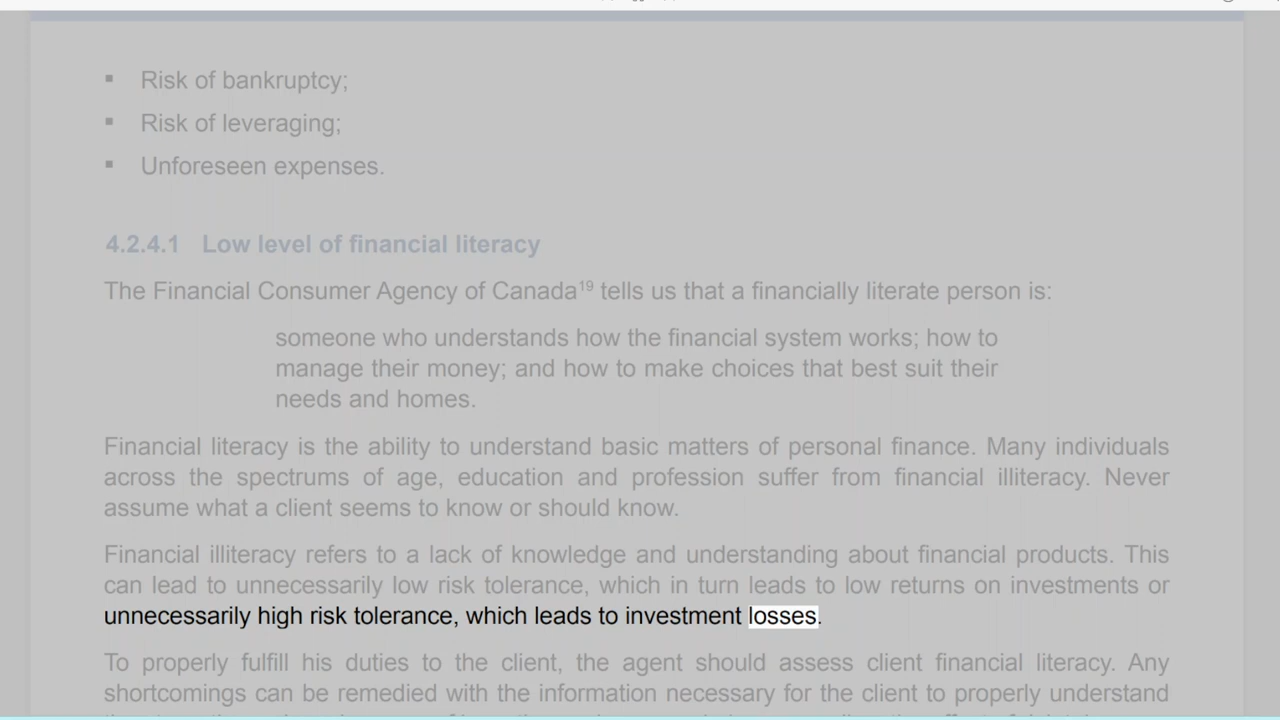 ▪ Risk of bankruptcy;
▪ Risk of leveraging;
▪ Unforeseen expenses.
4.2.4.1 Low level of financial literacy
The Financial Consumer Agency of Canada19 tells us that a financially literate person is:
someone who understands how the financial system works; how to
manage their money; and how to make choices that best suit their
needs and homes.
Financial literacy is the ability to understand basic matters of personal finance. Many individuals
across the spectrums of age, education and profession suffer from financial illiteracy. Never
assume what a client seems to know or should know.
Financial illiteracy refers to a lack of knowledge and understanding about financial products. This
can lead to unnecessarily low risk tolerance, which in turn leads to low returns on investments or
unnecessarily high risk tolerance, which leads to investment losses.
To properly fulfill his duties to the client, the agent should assess client financial literacy. Any
shortcomings can be remedied with the information necessary for the client to properly understand